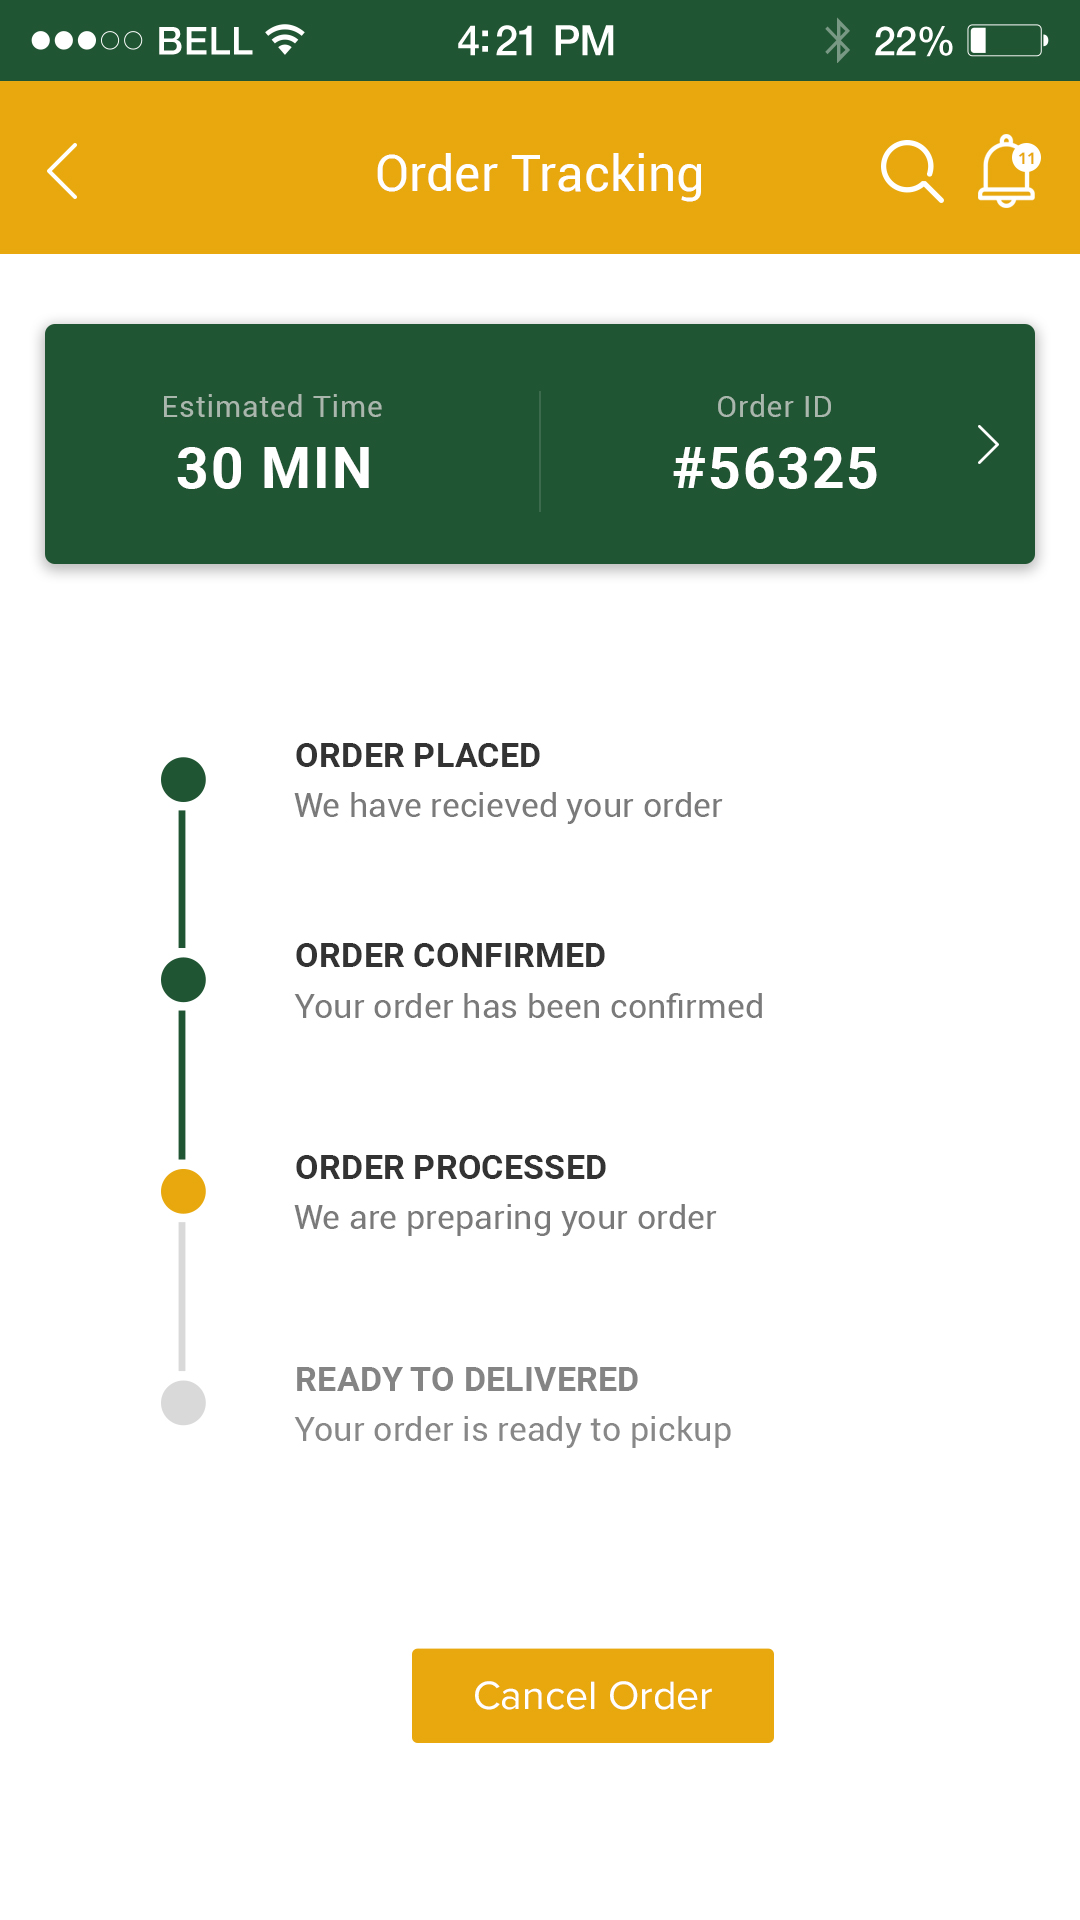 BELL 4:21 PM 22%
Order Tracking 11
Estimated Time Order ID
30 MIN #56325
ORDER PLACED
We have recieved your order
ORDER CONFIRMED
Your order has been confirmed
ORDER PROCESSED
We are preparing your order
READY TO DELIVERED
Your order is ready to pickup
Cancel Order